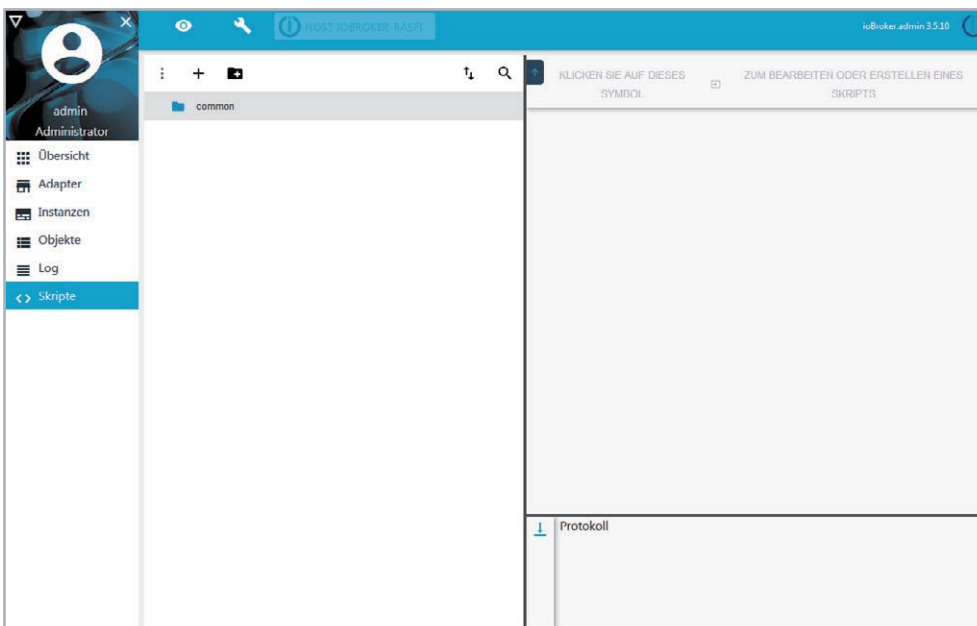 HOST IOBROKER-RASPI
ioBroker.admin 3.5.10
admin
Administrator
Übersicht
Adapter
Instanzen
Objekte
Log
Skripte
common
KLICKEN SIE AUF DIESES
SYMBOL
ZUM BEARBEITEN ODER ERSTELLEN EINES
SKRIPTS
Protokoll